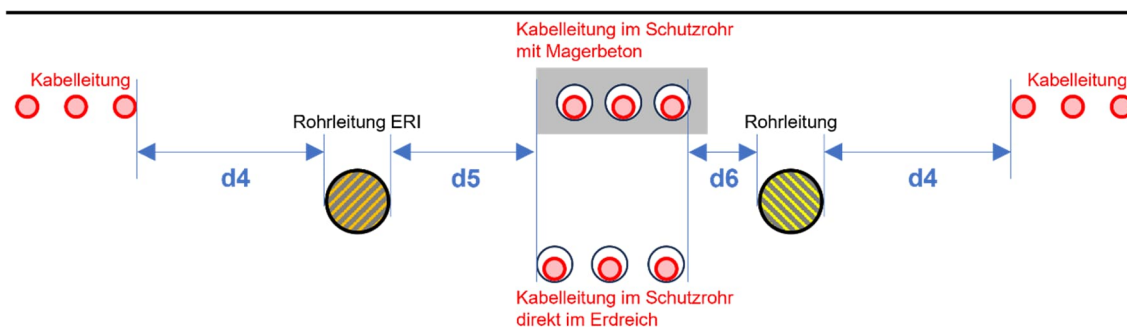 Kabelleitung im Schutzrohr
mit Magerbeton
Kabelleitung
Kabelleitung
Rohrleitung ERI
Rohrleitung
d4
d5
d6
d4
Kabelleitung im Schutzrohr
direkt im Erdreich